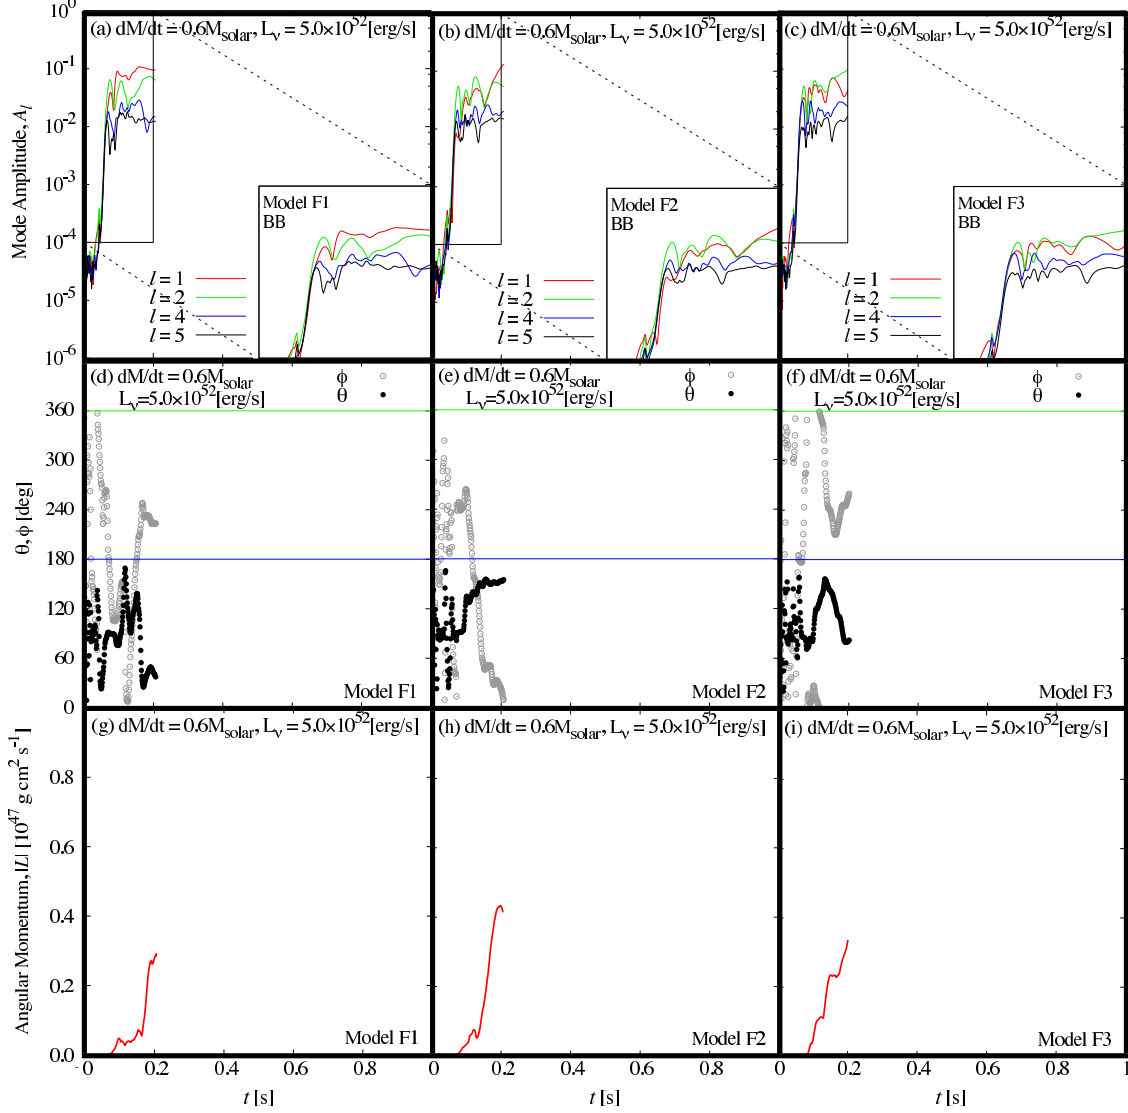 (a) dM/dt = 0.6M_solar, L_ν = 5.0×10^52 [erg/s]
(b) dM/dt = 0.6M_solar, L_ν = 5.0×10^52 [erg/s]
(c) dM/dt = 0.6M_solar, L_ν = 5.0×10^52 [erg/s]
Mode Amplitude, A_l
10^0
10^-1
10^-2
10^-3
10^-4
10^-5
10^-6
Model F1
BB
l = 1
l = 2
l = 4
l = 5
Model F2
BB
l = 1
l = 2
l = 4
l = 5
Model F3
BB
l = 1
l = 2
l = 4
l = 5
(d) dM/dt = 0.6M_solar
L_ν=5.0×10^52 [erg/s]
ϕ
θ
Model F1
(e) dM/dt = 0.6M_solar
L_ν=5.0×10^52 [erg/s]
ϕ
θ
Model F2
(f) dM/dt = 0.6M_solar
L_ν=5.0×10^52 [erg/s]
ϕ
θ
Model F3
θ, ϕ [deg]
360
300
240
180
120
60
0
(g) dM/dt = 0.6M_solar, L_ν = 5.0×10^52 [erg/s]
Model F1
(h) dM/dt = 0.6M_solar, L_ν = 5.0×10^52 [erg/s]
Model F2
(i) dM/dt = 0.6M_solar, L_ν = 5.0×10^52 [erg/s]
Model F3
Angular Momentum, |L| [10^47 g cm^2 s^-1]
0.8
0.6
0.4
0.2
0.0
0 0.2 0.4 0.6 0.8 0 0.2 0.4 0.6 0.8 0 0.2 0.4 0.6 0.8 1
t [s] t [s] t [s]